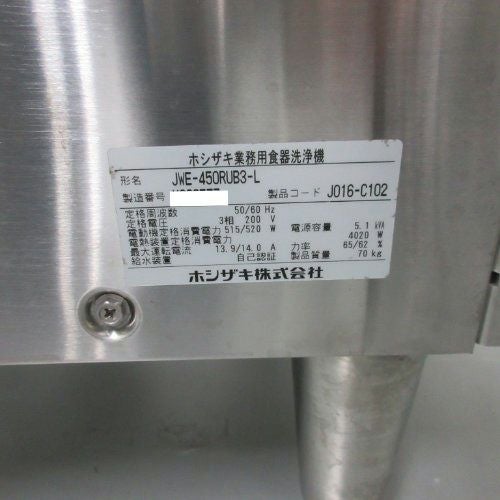 ホシザキ業務用食器洗浄機
形名 JWE-450RUB3-L
製造番号 製品コード J016-C102
定格周波数 50/60 Hz
定格電圧 3相 200 V 電源容量 5.1 kVA
電動機定格消費電力 515/520 W
電熱装置定格消費電力 4020 W
最大運転電流 13.9/14.0 A 力率 65/62 %
給水装置 自己認証 製品質量 70 kg
ホシザキ株式会社